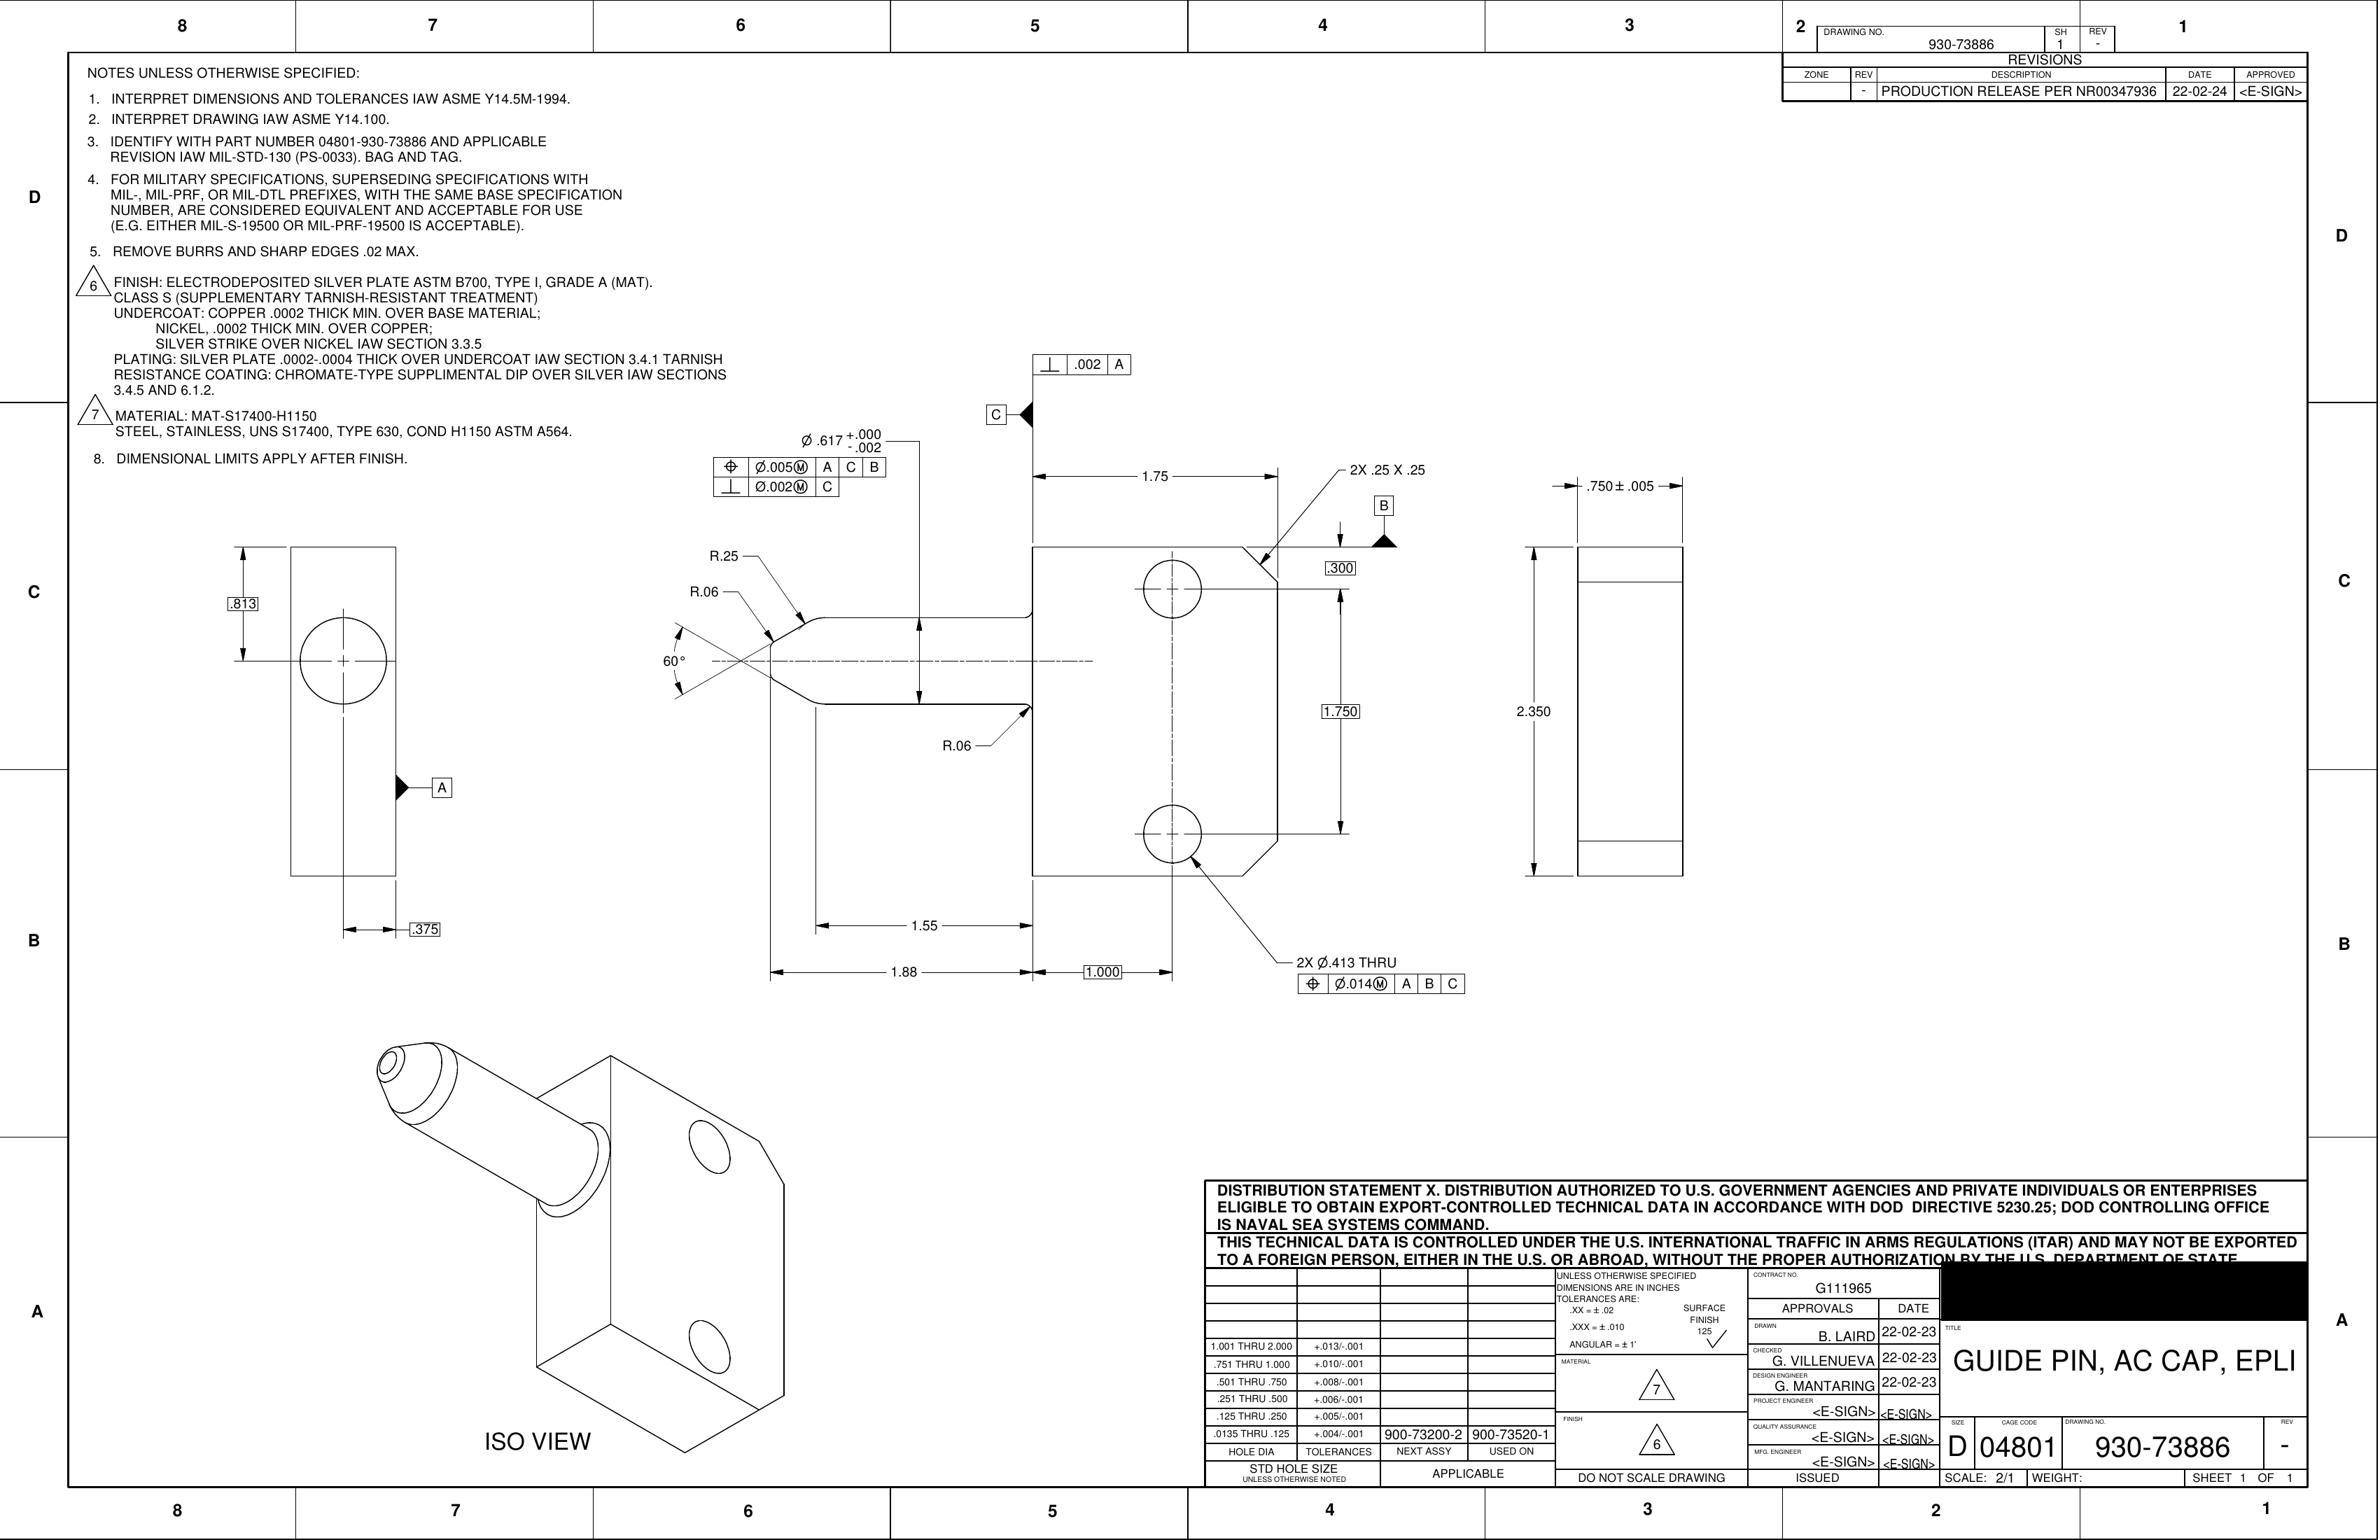 8 7 6 5 4 3 2 1
DRAWING NO. SH REV
930-73886 1 -
REVISIONS
ZONE REV DESCRIPTION DATE APPROVED
- PRODUCTION RELEASE PER NR00347936 22-02-24 <E-SIGN>
NOTES UNLESS OTHERWISE SPECIFIED:
1. INTERPRET DIMENSIONS AND TOLERANCES IAW ASME Y14.5M-1994.
2. INTERPRET DRAWING IAW ASME Y14.100.
3. IDENTIFY WITH PART NUMBER 04801-930-73886 AND APPLICABLE
REVISION IAW MIL-STD-130 (PS-0033). BAG AND TAG.
4. FOR MILITARY SPECIFICATIONS, SUPERSEDING SPECIFICATIONS WITH
MIL-, MIL-PRF, OR MIL-DTL PREFIXES, WITH THE SAME BASE SPECIFICATION
NUMBER, ARE CONSIDERED EQUIVALENT AND ACCEPTABLE FOR USE
(E.G. EITHER MIL-S-19500 OR MIL-PRF-19500 IS ACCEPTABLE).
5. REMOVE BURRS AND SHARP EDGES .02 MAX.
6 FINISH: ELECTRODEPOSITED SILVER PLATE ASTM B700, TYPE I, GRADE A (MAT).
CLASS S (SUPPLEMENTARY TARNISH-RESISTANT TREATMENT)
UNDERCOAT: COPPER .0002 THICK MIN. OVER BASE MATERIAL;
NICKEL, .0002 THICK MIN. OVER COPPER;
SILVER STRIKE OVER NICKEL IAW SECTION 3.3.5
PLATING: SILVER PLATE .0002-.0004 THICK OVER UNDERCOAT IAW SECTION 3.4.1 TARNISH
RESISTANCE COATING: CHROMATE-TYPE SUPPLIMENTAL DIP OVER SILVER IAW SECTIONS
3.4.5 AND 6.1.2.
7 MATERIAL: MAT-S17400-H1150
STEEL, STAINLESS, UNS S17400, TYPE 630, COND H1150 ASTM A564.
8. DIMENSIONAL LIMITS APPLY AFTER FINISH.
D D
C C
B B
A A
⊥ .002 A
C
Ø .617 +.000 -.002
⌖ Ø.005Ⓜ A C B
⊥ Ø.002Ⓜ C
1.75
2X .25 X .25
B
.750±.005
R.25
R.06
.300
.813
60°
1.750
2.350
R.06
A
.375
1.55
1.88
1.000
2X Ø.413 THRU
⌖ Ø.014Ⓜ A B C
ISO VIEW
DISTRIBUTION STATEMENT X. DISTRIBUTION AUTHORIZED TO U.S. GOVERNMENT AGENCIES AND PRIVATE INDIVIDUALS OR ENTERPRISES
ELIGIBLE TO OBTAIN EXPORT-CONTROLLED TECHNICAL DATA IN ACCORDANCE WITH DOD DIRECTIVE 5230.25; DOD CONTROLLING OFFICE
IS NAVAL SEA SYSTEMS COMMAND.
THIS TECHNICAL DATA IS CONTROLLED UNDER THE U.S. INTERNATIONAL TRAFFIC IN ARMS REGULATIONS (ITAR) AND MAY NOT BE EXPORTED
TO A FOREIGN PERSON, EITHER IN THE U.S. OR ABROAD, WITHOUT THE PROPER AUTHORIZATION BY THE U.S. DEPARTMENT OF STATE
1.001 THRU 2.000 +.013/-.001
.751 THRU 1.000 +.010/-.001
.501 THRU .750 +.008/-.001
.251 THRU .500 +.006/-.001
.125 THRU .250 +.005/-.001
.0135 THRU .125 +.004/-.001 900-73200-2 900-73520-1
HOLE DIA TOLERANCES NEXT ASSY USED ON
STD HOLE SIZE
UNLESS OTHERWISE NOTED
APPLICABLE
UNLESS OTHERWISE SPECIFIED
DIMENSIONS ARE IN INCHES
TOLERANCES ARE:
.XX = ± .02
.XXX = ± .010
ANGULAR = ± 1'
SURFACE
FINISH
125
MATERIAL
7
FINISH
6
DO NOT SCALE DRAWING
CONTRACT NO.
G111965
APPROVALS DATE
DRAWN
B. LAIRD 22-02-23
CHECKED
G. VILLENUEVA 22-02-23
DESIGN ENGINEER
G. MANTARING 22-02-23
PROJECT ENGINEER
<E-SIGN> <E-SIGN>
QUALITY ASSURANCE
<E-SIGN> <E-SIGN>
MFG. ENGINEER
<E-SIGN> <E-SIGN>
ISSUED
TITLE
GUIDE PIN, AC CAP, EPLI
SIZE CAGE CODE DRAWING NO. REV
D 04801 930-73886 -
SCALE: 2/1 WEIGHT: SHEET 1 OF 1
8 7 6 5 4 3 2 1